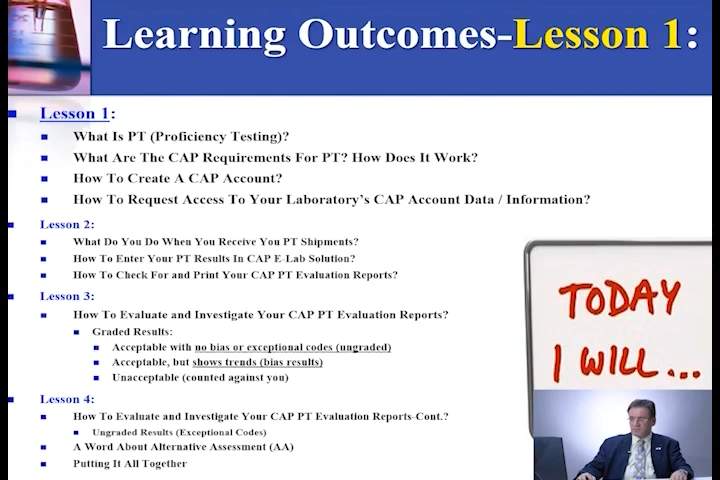 Learning Outcomes-Lesson 1:
Lesson 1:
What Is PT (Proficiency Testing)?
What Are The CAP Requirements For PT? How Does It Work?
How To Create A CAP Account?
How To Request Access To Your Laboratory's CAP Account Data / Information?
Lesson 2:
What Do You Do When You Receive You PT Shipments?
How To Enter Your PT Results In CAP E-Lab Solution?
How To Check For and Print Your CAP PT Evaluation Reports?
Lesson 3:
How To Evaluate and Investigate Your CAP PT Evaluation Reports?
Graded Results:
Acceptable with no bias or exceptional codes (ungraded)
Acceptable, but shows trends (bias results)
Unacceptable (counted against you)
Lesson 4:
How To Evaluate and Investigate Your CAP PT Evaluation Reports-Cont.?
Ungraded Results (Exceptional Codes)
A Word About Alternative Assessment (AA)
Putting It All Together
TODAY
I WILL...